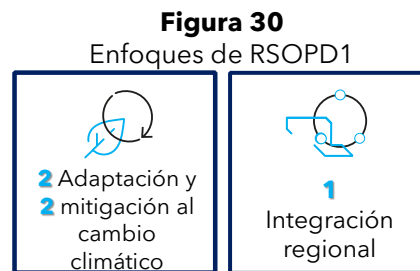 Figura 30
Enfoques de RSOPD1
2 Adaptación y
2 mitigación al
cambio
climático
1
Integración
regional